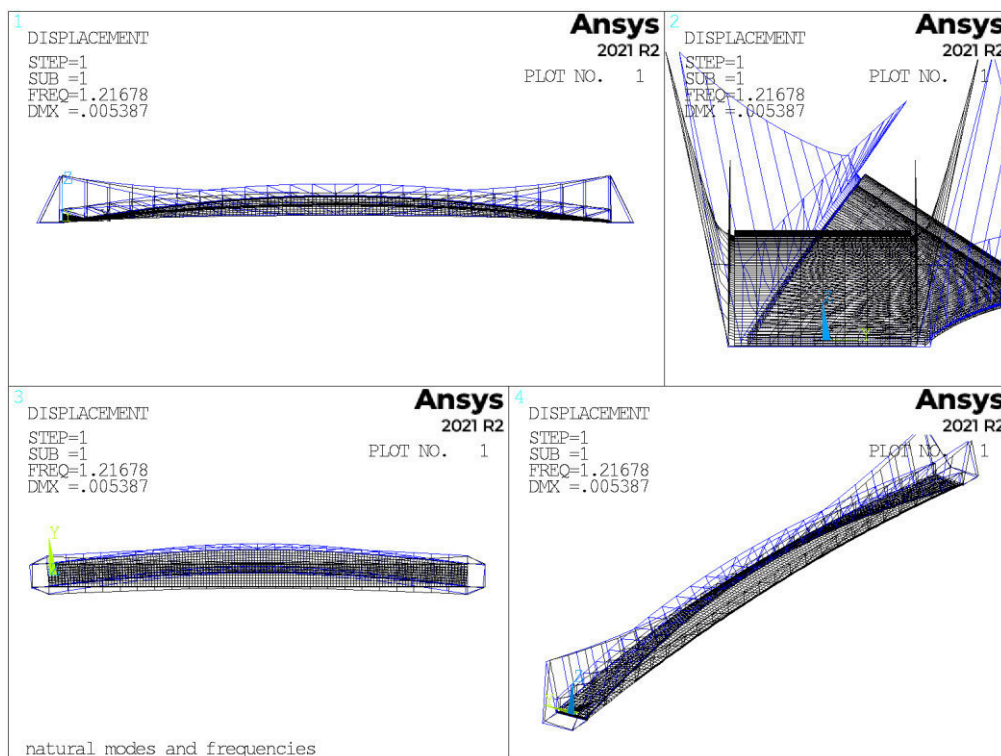 1
DISPLACEMENT
STEP=1
SUB =1
FREQ=1.21678
DMX =.005387
Ansys
2021 R2
PLOT NO. 1
Z
2
DISPLACEMENT
STEP=1
SUB =1
FREQ=1.21678
DMX =.005387
Ansys
2021 R2
PLOT NO. 1
Y
3
DISPLACEMENT
STEP=1
SUB =1
FREQ=1.21678
DMX =.005387
Ansys
2021 R2
PLOT NO. 1
Y
natural modes and frequencies
4
DISPLACEMENT
STEP=1
SUB =1
FREQ=1.21678
DMX =.005387
Ansys
2021 R2
PLOT NO. 1
Z